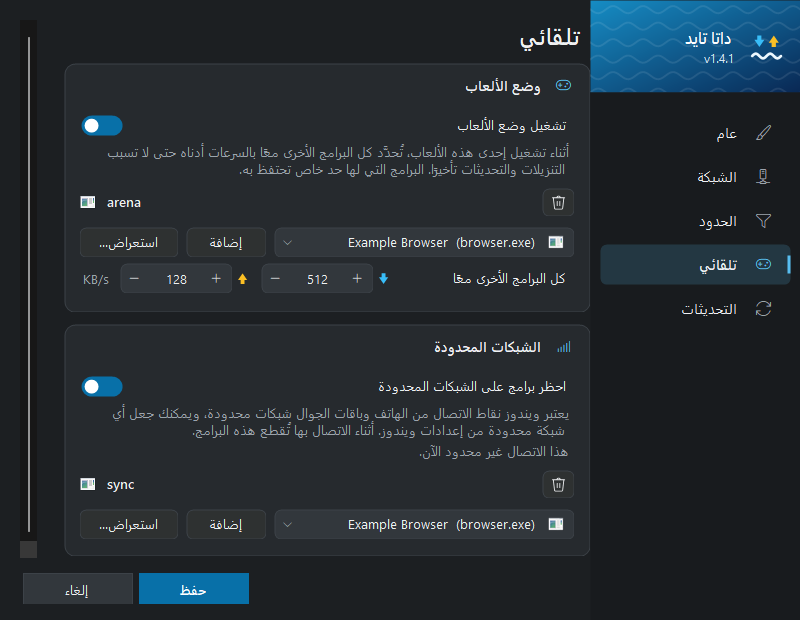 داتا تايد
v1.4.1
عام
الشبكة
الحدود
تلقائي
التحديثات
تلقائي
وضع الألعاب
تشغيل وضع الألعاب
أثناء تشغيل إحدى هذه الألعاب، تُحدَّد كل البرامج الأخرى معًا بالسرعات أدناه حتى لا تسبب
التنزيلات والتحديثات تأخيرًا. البرامج التي لها حد خاص تحتفظ به.
arena
Example Browser (browser.exe)
إضافة
استعراض...
كل البرامج الأخرى معًا
512
128
KB/s
الشبكات المحدودة
احظر برامج على الشبكات المحدودة
يعتبر ويندوز نقاط الاتصال من الهاتف وباقات الجوال شبكات محدودة، ويمكنك جعل أي
شبكة محدودة من إعدادات ويندوز. أثناء الاتصال بها تُقطع هذه البرامج.
هذا الاتصال غير محدود الآن.
sync
Example Browser (browser.exe)
إضافة
استعراض...
حفظ
إلغاء